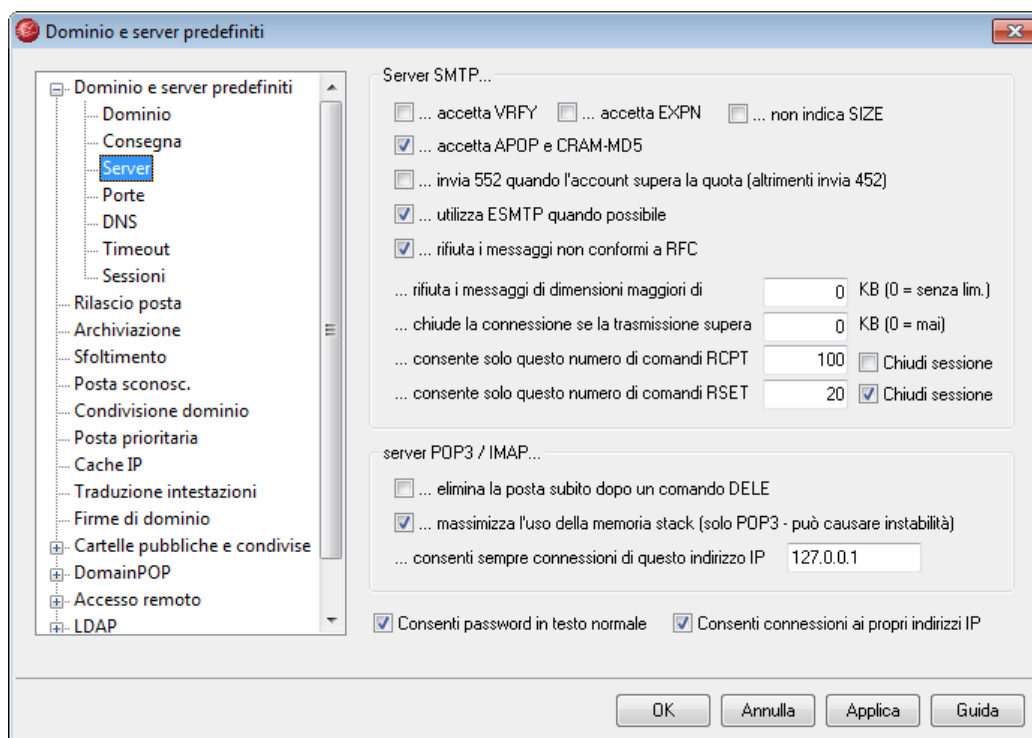 Dominio e server predefiniti
Dominio e server predefiniti
Dominio
Consegna
Server
Porte
DNS
Timeout
Sessioni
Rilascio posta
Archiviazione
Sfoltimento
Posta sconosc.
Condivisione dominio
Posta prioritaria
Cache IP
Traduzione intestazioni
Firme di dominio
Cartelle pubbliche e condivise
DomainPOP
Accesso remoto
LDAP
Server SMTP...
... accetta VRFY ... accetta EXPN ... non indica SIZE
... accetta APOP e CRAM-MD5
... invia 552 quando l'account supera la quota (altrimenti invia 452)
... utilizza ESMTP quando possibile
... rifiuta i messaggi non conformi a RFC
... rifiuta i messaggi di dimensioni maggiori di 0 KB (0 = senza lim.)
... chiude la connessione se la trasmissione supera 0 KB (0 = mai)
... consente solo questo numero di comandi RCPT 100 Chiudi sessione
... consente solo questo numero di comandi RSET 20 Chiudi sessione
server POP3 / IMAP...
... elimina la posta subito dopo un comando DELE
... massimizza l'uso della memoria stack (solo POP3 - può causare instabilità)
... consenti sempre connessioni di questo indirizzo IP 127.0.0.1
Consenti password in testo normale Consenti connessioni ai propri indirizzi IP
OK Annulla Applica Guida